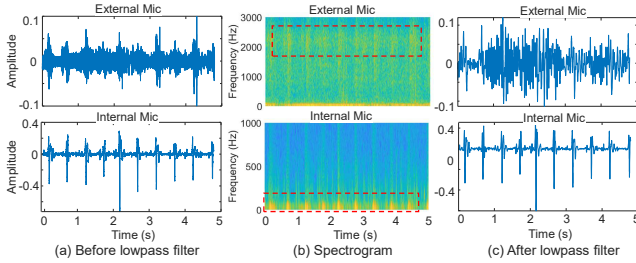 External Mic External Mic External Mic
0.1
0
-0.1
Amplitude
3000
2000
1000
0
Frequency (Hz)
0.1
0
-0.1
Internal Mic Internal Mic Internal Mic
0.4
0
-0.4
Amplitude
0 1 2 3 4 5
Time (s)
1000
500
0
Frequency (Hz)
0 1 2 3 4 5
Time (s)
0.4
0
-0.4
0 1 2 3 4 5
Time (s)
(a) Before lowpass filter (b) Spectrogram (c) After lowpass filter